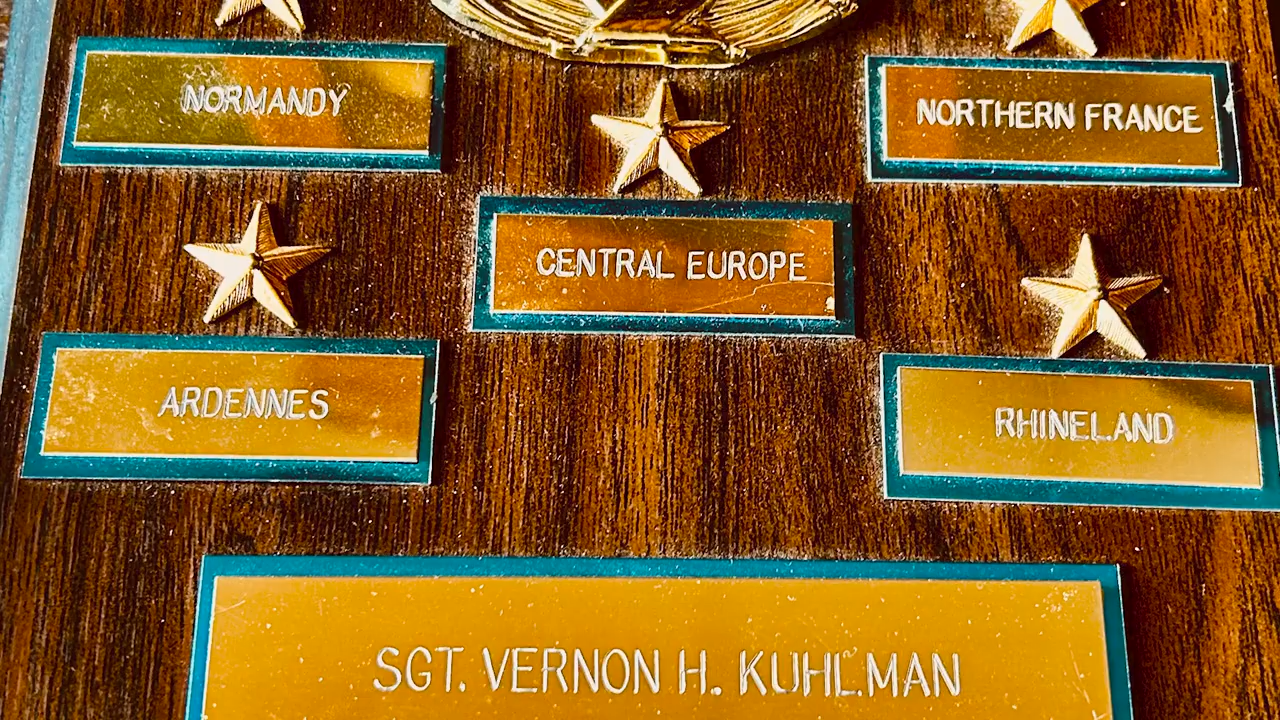 NORMANDY
NORTHERN FRANCE
CENTRAL EUROPE
ARDENNES
RHINELAND
SGT. VERNON H. KUHLMAN